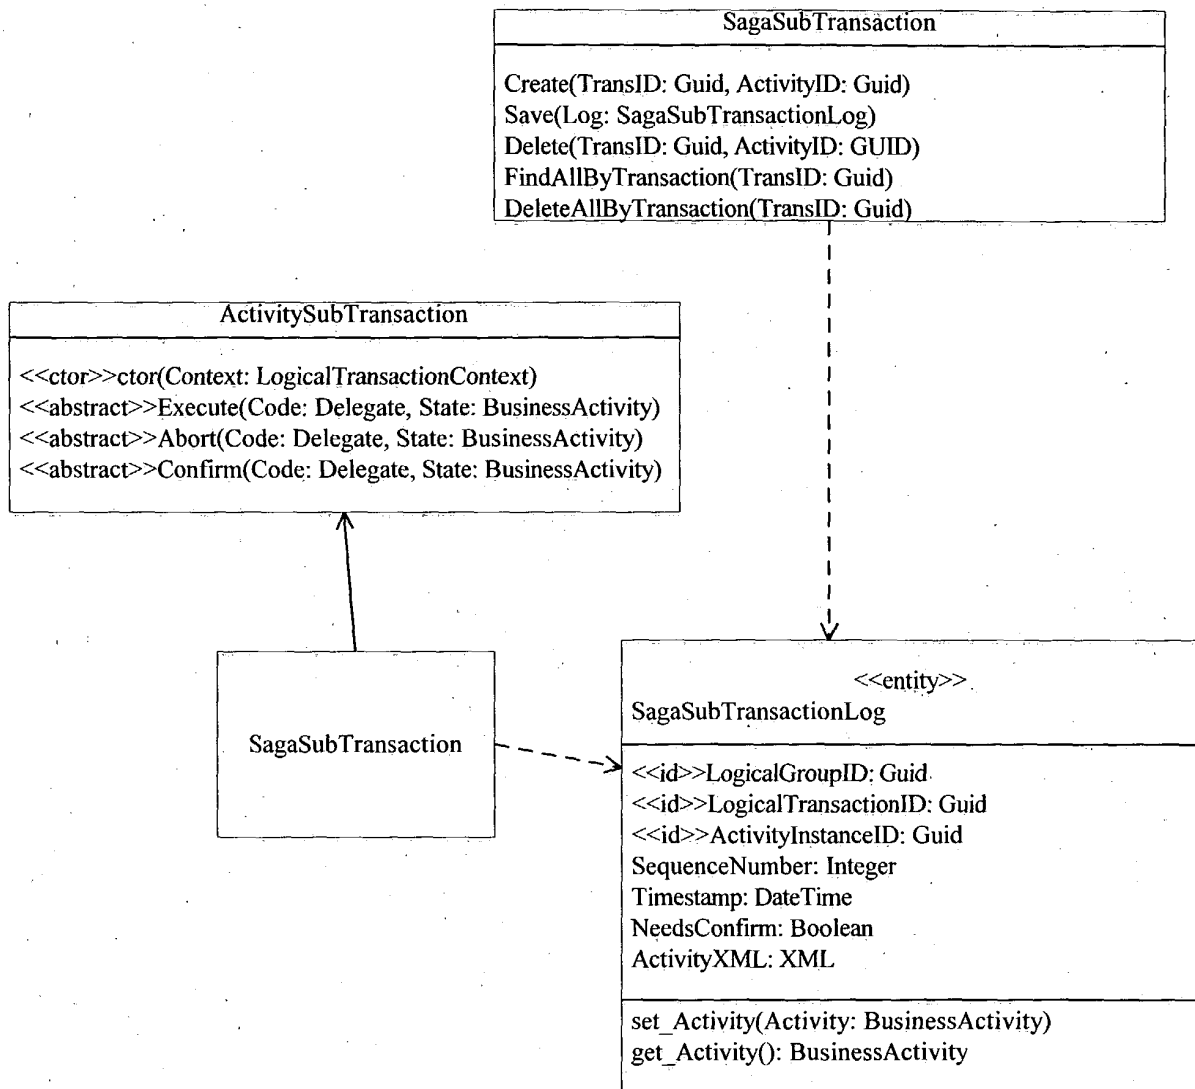 SagaSubTransaction
Create(TransID: Guid, ActivityID: Guid)
Save(Log: SagaSubTransactionLog)
Delete(TransID: Guid, ActivityID: GUID)
FindAllByTransaction(TransID: Guid)
DeleteAllByTransaction(TransID: Guid)
ActivitySubTransaction
<<ctor>>ctor(Context: LogicalTransactionContext)
<<abstract>>Execute(Code: Delegate, State: BusinessActivity)
<<abstract>>Abort(Code: Delegate, State: BusinessActivity)
<<abstract>>Confirm(Code: Delegate, State: BusinessActivity)
SagaSubTransaction
<<entity>>
SagaSubTransactionLog
<<id>>LogicalGroupID: Guid
<<id>>LogicalTransactionID: Guid
<<id>>ActivityInstanceID: Guid
SequenceNumber: Integer
Timestamp: DateTime
NeedsConfirm: Boolean
ActivityXML: XML
set_Activity(Activity: BusinessActivity)
get_Activity(): BusinessActivity